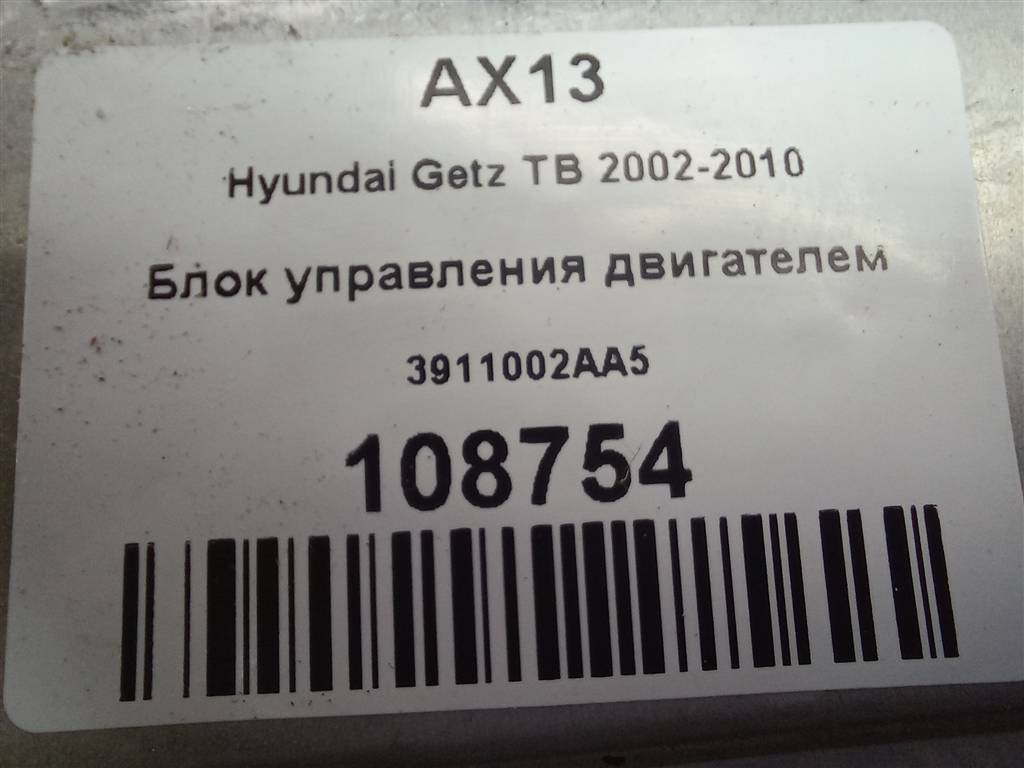 AX13
Hyundai Getz TB 2002-2010
Блок управления двигателем
3911002AA5
108754